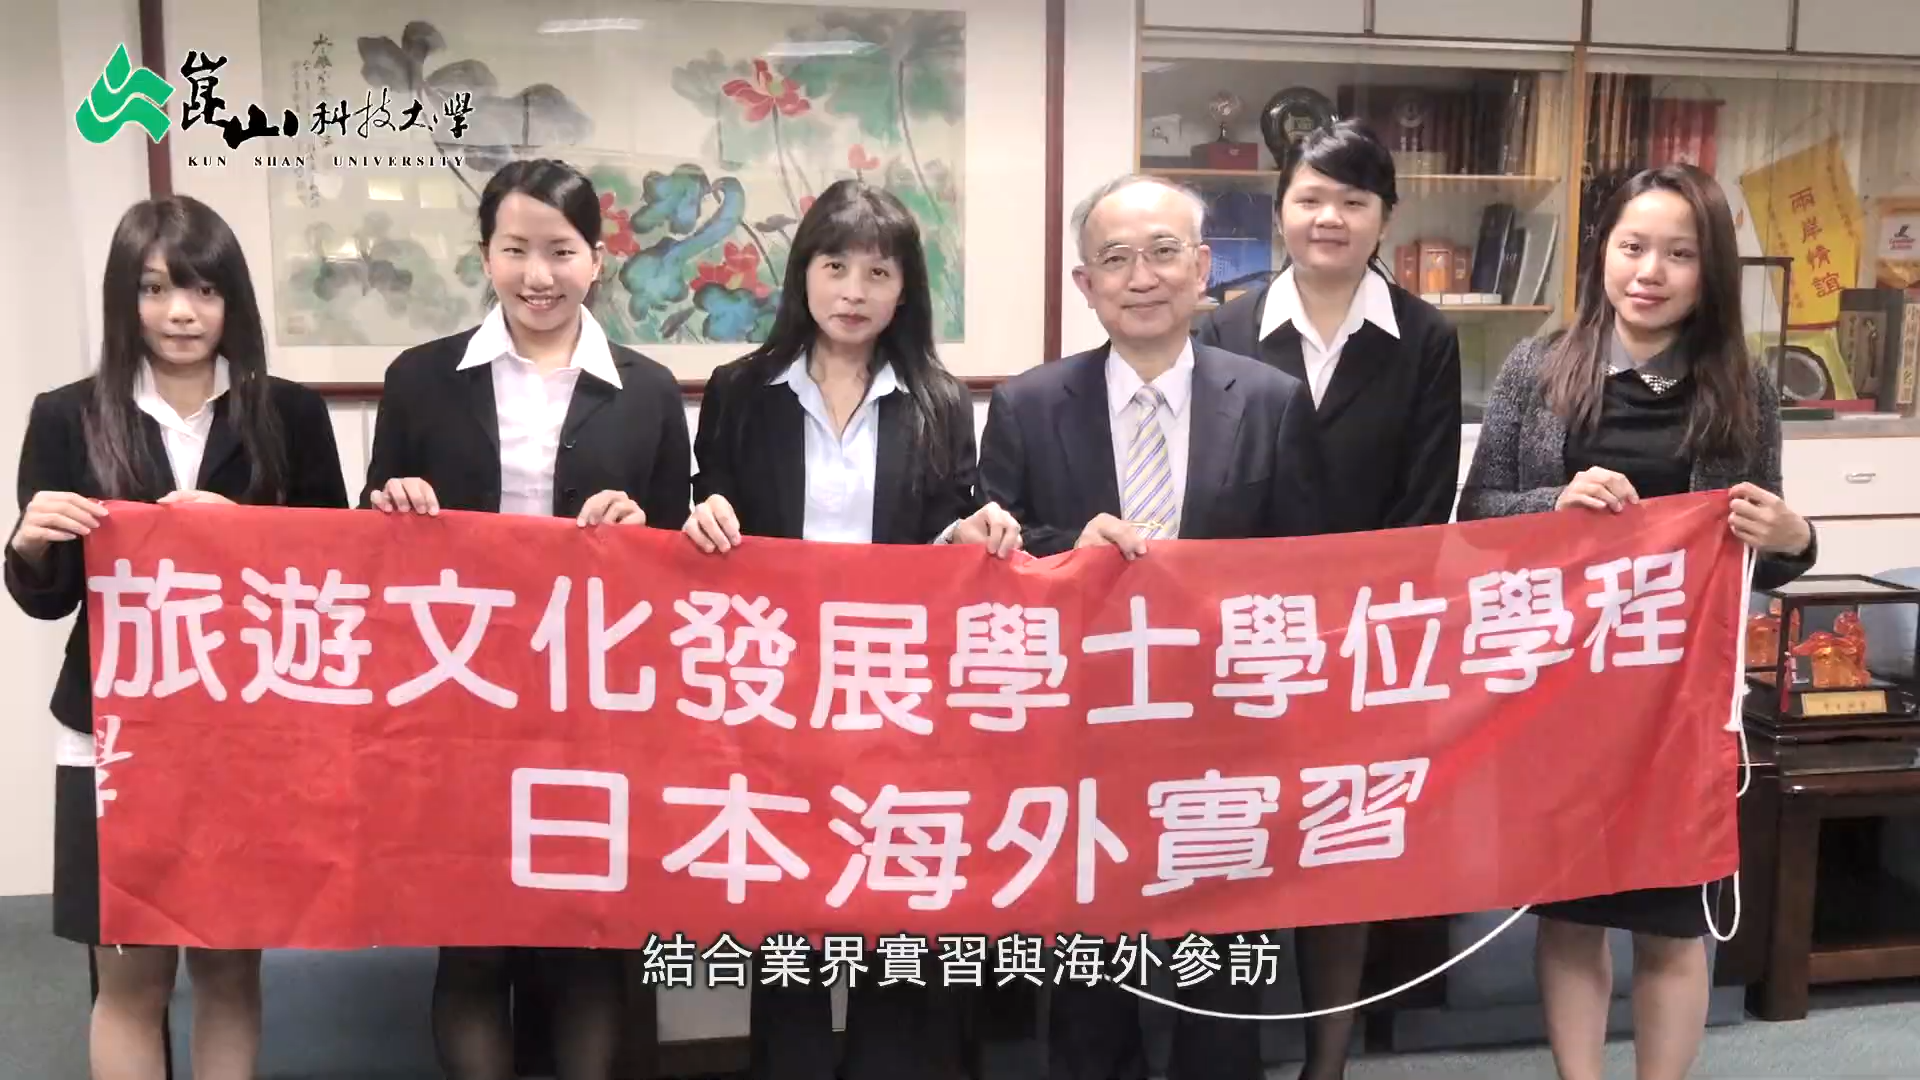 崑山科技大學
KUN SHAN UNIVERSITY
兩岸情誼
旅遊文化發展學士學位學程
學
日本海外實習
結合業界實習與海外參訪